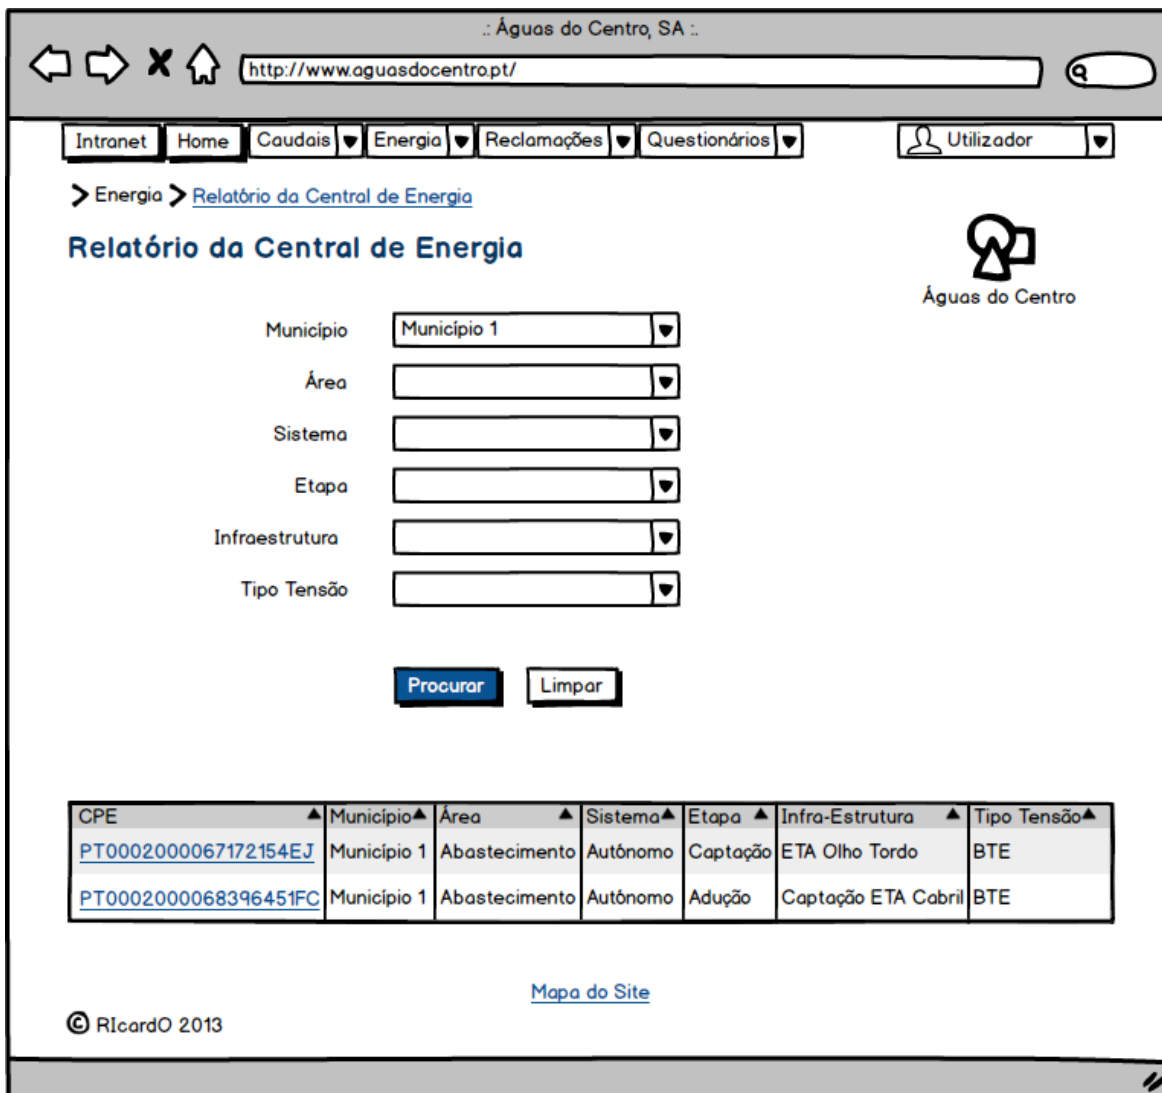 .: Águas do Centro, SA :.
http://www.aguasdocentro.pt/
Intranet Home Caudais Energia Reclamações Questionários Utilizador
Energia Relatório da Central de Energia
Relatório da Central de Energia
Águas do Centro
Município Município 1
Área
Sistema
Etapa
Infraestrutura
Tipo Tensão
Procurar Limpar
CPE Município Área Sistema Etapa Infra-Estrutura Tipo Tensão
PT0002000067172154EJ Município 1 Abastecimento Autónomo Captação ETA Olho Tordo BTE
PT0002000068396451FC Município 1 Abastecimento Autónomo Adução Captação ETA Cabril BTE
Mapa do Site
© RIcardO 2013